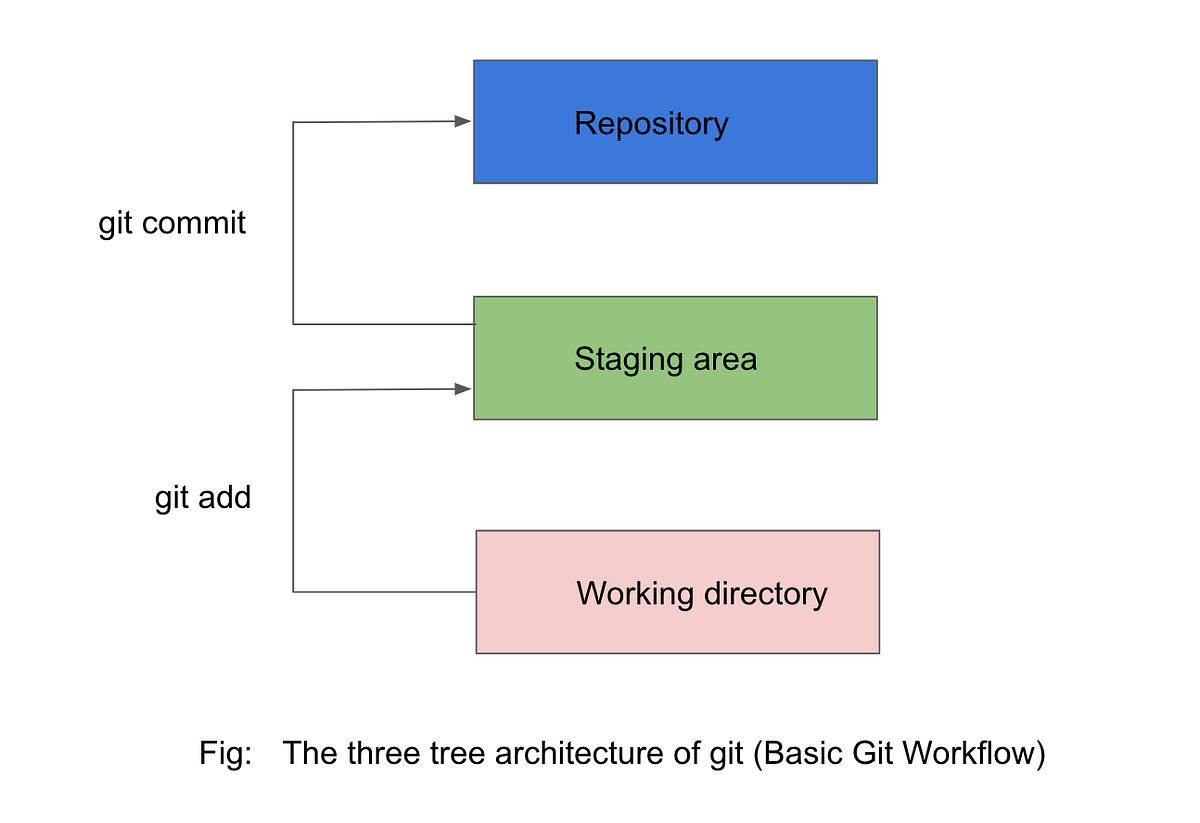 Repository
git commit
Staging area
git add
Working directory
Fig: The three tree architecture of git (Basic Git Workflow)